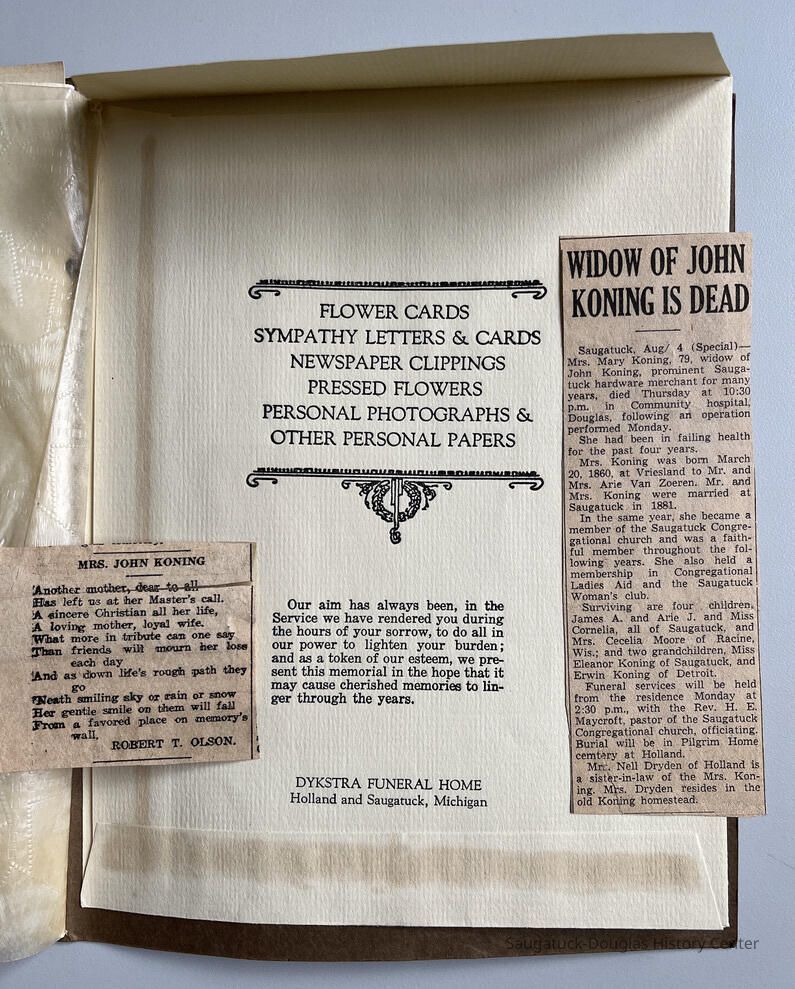 FLOWER CARDS
SYMPATHY LETTERS & CARDS
NEWSPAPER CLIPPINGS
PRESSED FLOWERS
PERSONAL PHOTOGRAPHS &
OTHER PERSONAL PAPERS
Our aim has always been, in the
Service we have rendered you during
the hours of your sorrow, to do all in
our power to lighten your burden;
and as a token of our esteem, we pre-
sent this memorial in the hope that it
may cause cherished memories to lin-
ger through the years.
DYKSTRA FUNERAL HOME
Holland and Saugatuck, Michigan
MRS. JOHN KONING
Another mother, dear to all
Has left us at her Master's call.
A sincere Christian all her life,
A loving mother, loyal wife.
What more in tribute can one say
Than friends will mourn her loss
each day
And as down life's rough path they
go
'Neath smiling sky or rain or snow
Her gentle smile on them will fall
From a favored place on memory's
wall.
ROBERT T. OLSON.
WIDOW OF JOHN
KONING IS DEAD
Saugatuck, Aug/ 4 (Special)—
Mrs. Mary Koning, 79, widow of
John Koning, prominent Sauga-
tuck hardware merchant for many
years, died Thursday at 10:30
p.m. in Community hospital,
Douglas, following an operation
performed Monday.
She had been in failing health
for the past four years.
Mrs. Koning was born March
20, 1860, at Vriesland to Mr. and
Mrs. Arie Van Zoeren. Mr. and
Mrs. Koning were married at
Saugatuck in 1881.
In the same year, she became a
member of the Saugatuck Congre-
gational church and was a faith-
ful member throughout the fol-
lowing years. She also held a
membership in Congregational
Ladies Aid and the Saugatuck
Woman's club.
Surviving are four children,
James A. and Arie J. and Miss
Cornelia, all of Saugatuck, and
Mrs. Cecelia Moore of Racine,
Wis.; and two grandchildren, Miss
Eleanor Koning of Saugatuck, and
Erwin Koning of Detroit.
Funeral services will be held
from the residence Monday at
2:30 p.m., with the Rev. H. E.
Maycroft, pastor of the Saugatuck
Congregational church, officiating.
Burial will be in Pilgrim Home
cemtery at Holland.
Mrs. Nell Dryden of Holland is
a sister-in-law of the Mrs. Kon-
ing. Mrs. Dryden resides in the
old Koning homestead.
Saugatuck-Douglas History Center